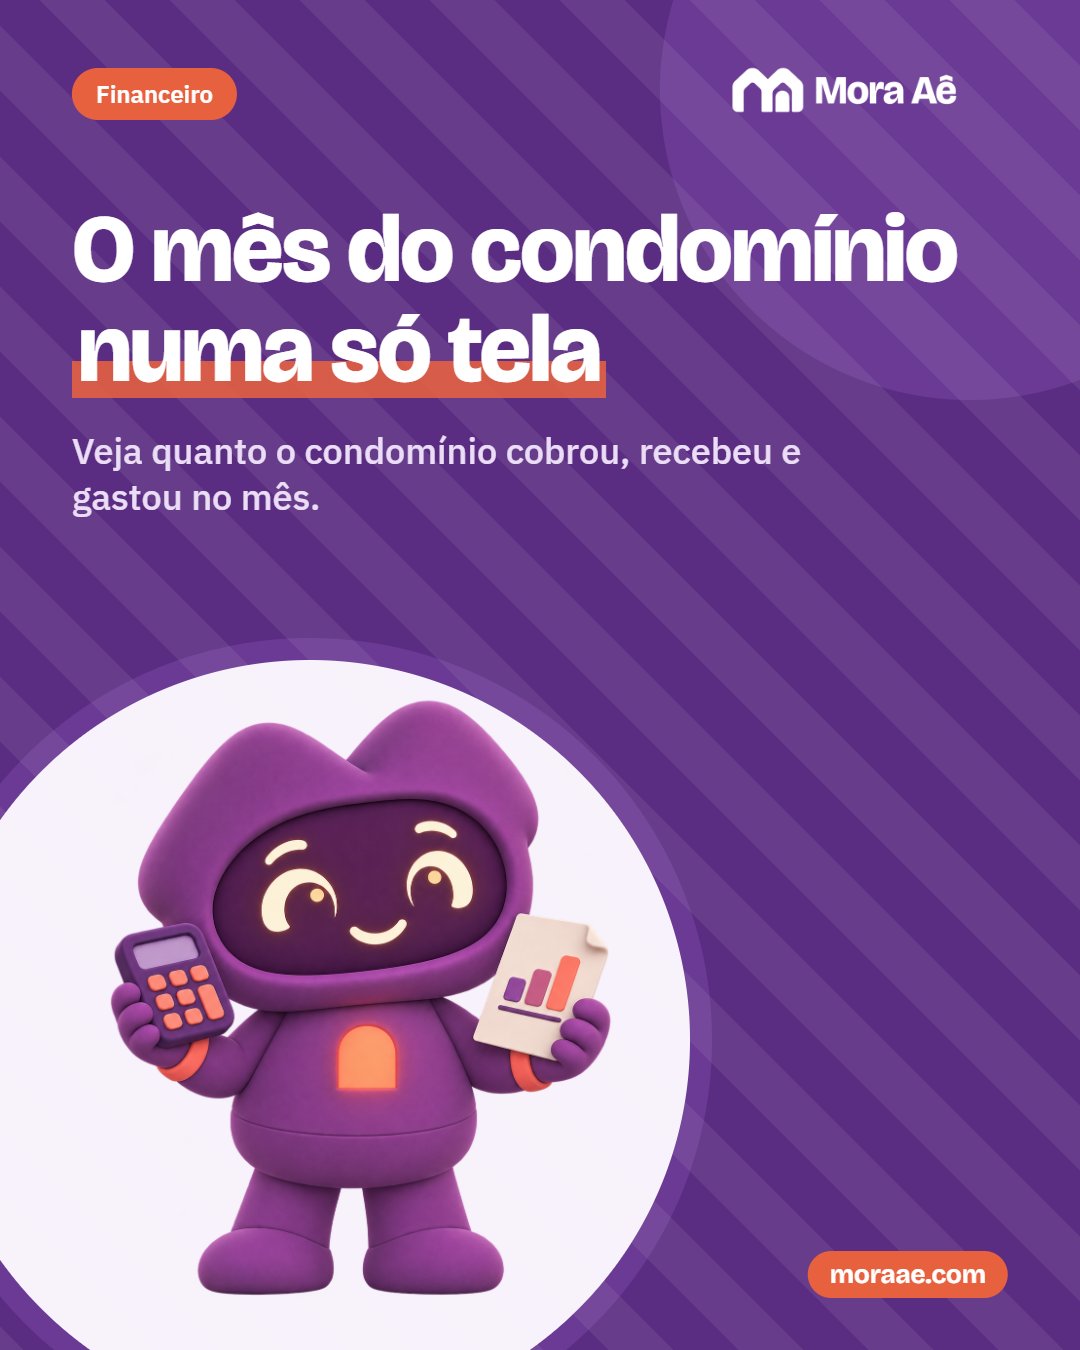 Financeiro
Mora Aê
O mês do condomínio
numa só tela
Veja quanto o condomínio cobrou, recebeu e
gastou no mês.
moraae.com